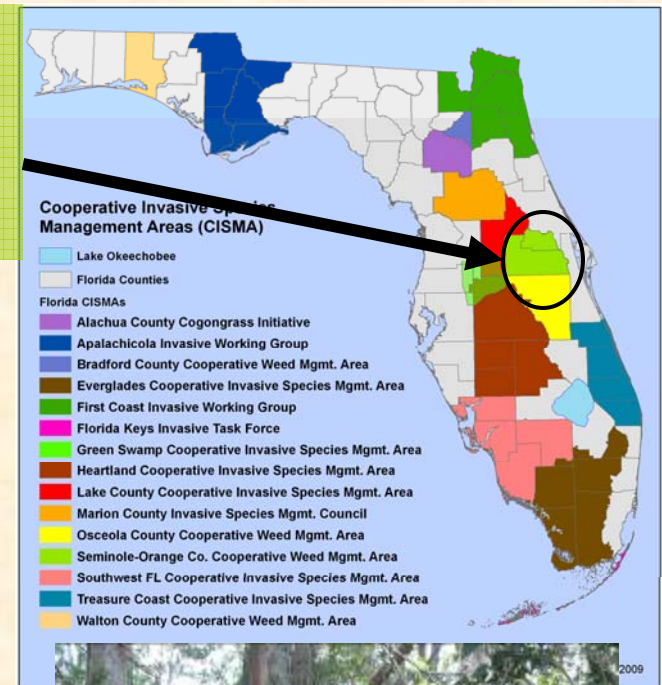 Cooperative Invasive Species
Management Areas (CISMA)
Lake Okeechobee
Florida Counties
Florida CISMAs
Alachua County Cogongrass Initiative
Apalachicola Invasive Working Group
Bradford County Cooperative Weed Mgmt. Area
Everglades Cooperative Invasive Species Mgmt. Area
First Coast Invasive Working Group
Florida Keys Invasive Task Force
Green Swamp Cooperative Invasive Species Mgmt. Area
Heartland Cooperative Invasive Species Mgmt. Area
Lake County Cooperative Invasive Species Mgmt. Area
Marion County Invasive Species Mgmt. Council
Osceola County Cooperative Weed Mgmt. Area
Seminole-Orange Co. Cooperative Weed Mgmt. Area
Southwest FL Cooperative Invasive Species Mgmt. Area
Treasure Coast Cooperative Invasive Species Mgmt. Area
Walton County Cooperative Weed Mgmt. Area
2009